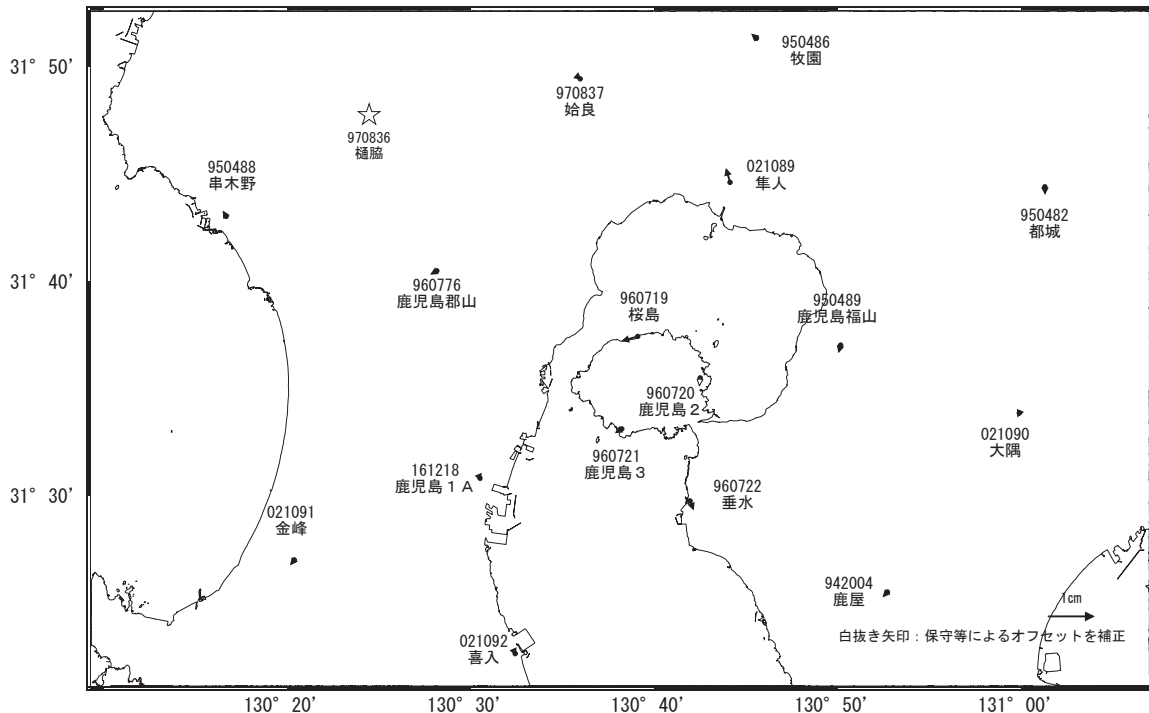 950486
牧園
31° 50'
970837
姶良
970836
樋脇
950488
串木野
021089
隼人
950482
都城
31° 40'
960776
鹿児島郡山
960719
桜島
950489
鹿児島福山
960720
鹿児島2
021090
大隅
960721
鹿児島3
161218
鹿児島1A
31° 30'
960722
垂水
021091
金峰
942004
鹿屋
1cm
白抜き矢印:保守等によるオフセットを補正
021092
喜入
130° 20'
130° 30'
130° 40'
130° 50'
131° 00'